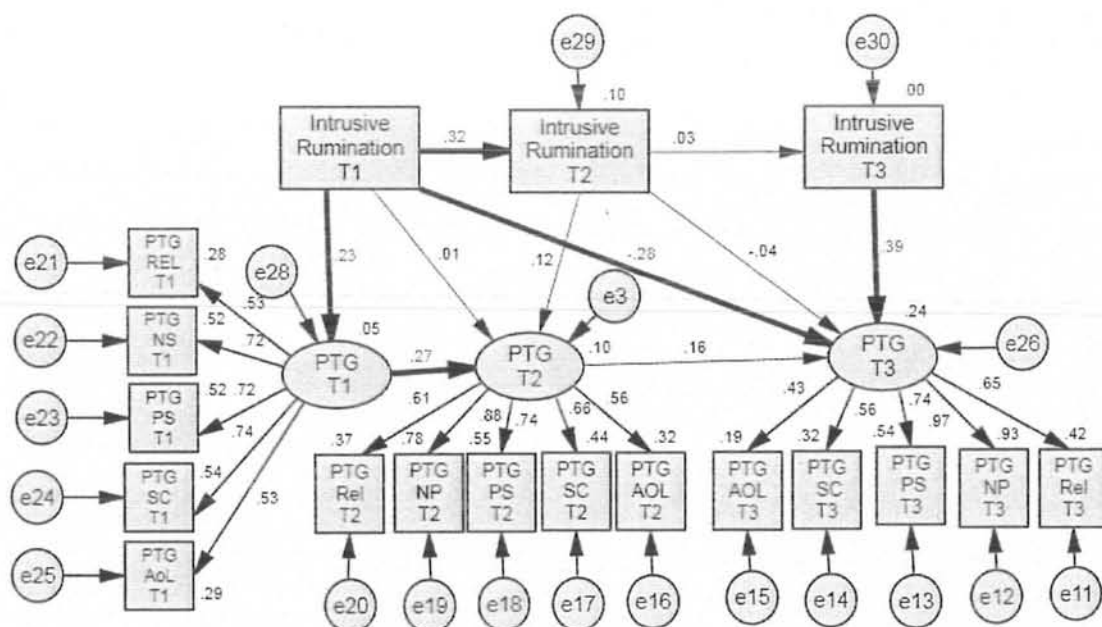 e29
e30
.10
00
Intrusive
Rumination
T1
.32
Intrusive
Rumination
T2
.03
Intrusive
Rumination
T3
.23
.01
.12
-.28
-.04
.39
e21
PTG
REL
T1
.28
e28
e3
.53
.05
.24
e22
PTG
NS
T1
.52
.72
PTG
T1
.27
PTG
T2
.10
.16
PTG
T3
e26
e23
PTG
PS
T1
.52
.72
.74
.61
.88
.74
.66
.56
.43
.56
.74
.97
.65
e24
PTG
SC
T1
.54
.53
.37
.78
.55
.44
.32
.19
.32
.54
.93
.42
PTG
Rel
T2
PTG
NP
T2
PTG
PS
T2
PTG
SC
T2
PTG
AOL
T2
PTG
AOL
T3
PTG
SC
T3
PTG
PS
T3
PTG
NP
T3
PTG
Rel
T3
e25
PTG
AoL
T1
.29
e20
e19
e18
e17
e16
e15
e14
e13
e12
e11